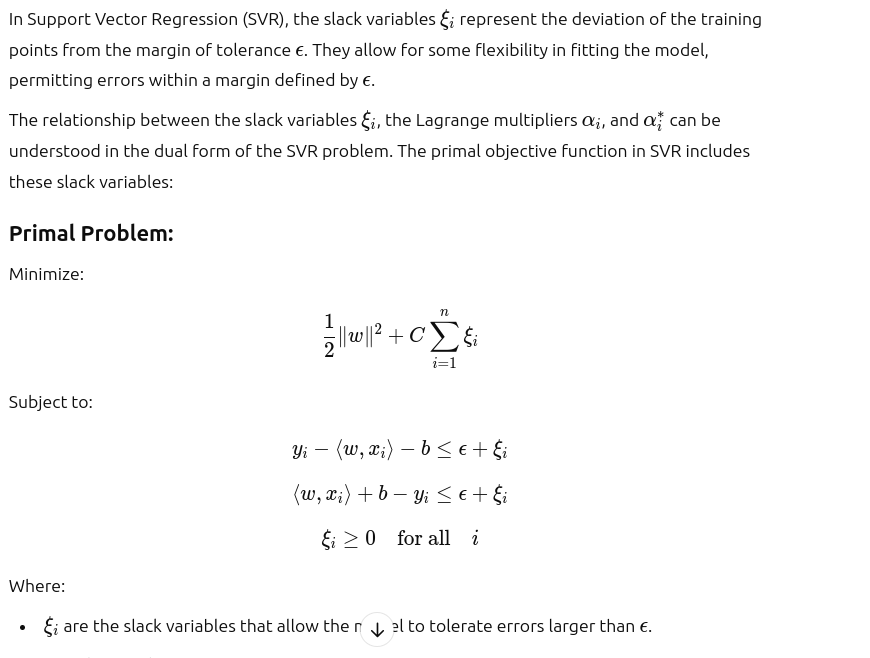 In Support Vector Regression (SVR), the slack variables ξᵢ represent the deviation of the training
points from the margin of tolerance ϵ. They allow for some flexibility in fitting the model,
permitting errors within a margin defined by ϵ.
The relationship between the slack variables ξᵢ, the Lagrange multipliers αᵢ, and αᵢ* can be
understood in the dual form of the SVR problem. The primal objective function in SVR includes
these slack variables:
Primal Problem:
Minimize:
1/2 ‖w‖² + C ∑ᵢ₌₁ⁿ ξᵢ
Subject to:
yᵢ − ⟨w, xᵢ⟩ − b ≤ ϵ + ξᵢ
⟨w, xᵢ⟩ + b − yᵢ ≤ ϵ + ξᵢ
ξᵢ ≥ 0 for all i
Where:
• ξᵢ are the slack variables that allow the to tolerate errors larger than ϵ.